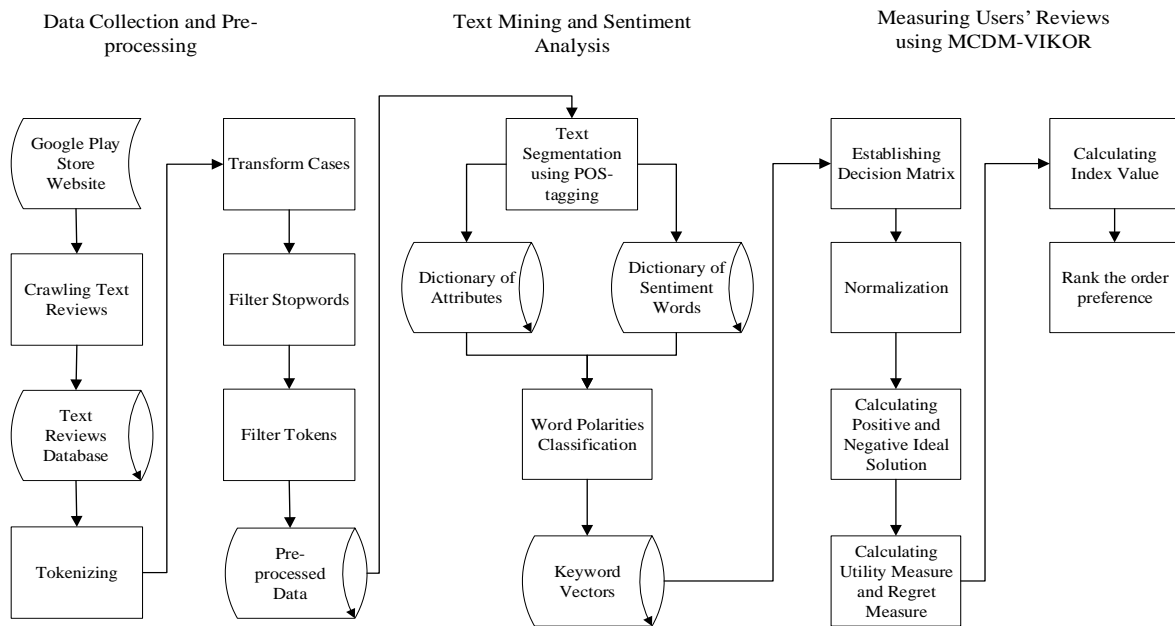 Data Collection and Pre-
processing
Text Mining and Sentiment
Analysis
Measuring Users’ Reviews
using MCDM-VIKOR
Google Play
Store
Website
Crawling Text
Reviews
Text
Reviews
Database
Tokenizing
Transform Cases
Filter Stopwords
Filter Tokens
Pre-
processed
Data
Text
Segmentation
using POS-
tagging
Dictionary of
Attributes
Dictionary of
Sentiment
Words
Word Polarities
Classification
Keyword
Vectors
Establishing
Decision Matrix
Normalization
Calculating
Positive and
Negative Ideal
Solution
Calculating
Utility Measure
and Regret
Measure
Calculating
Index Value
Rank the order
preference